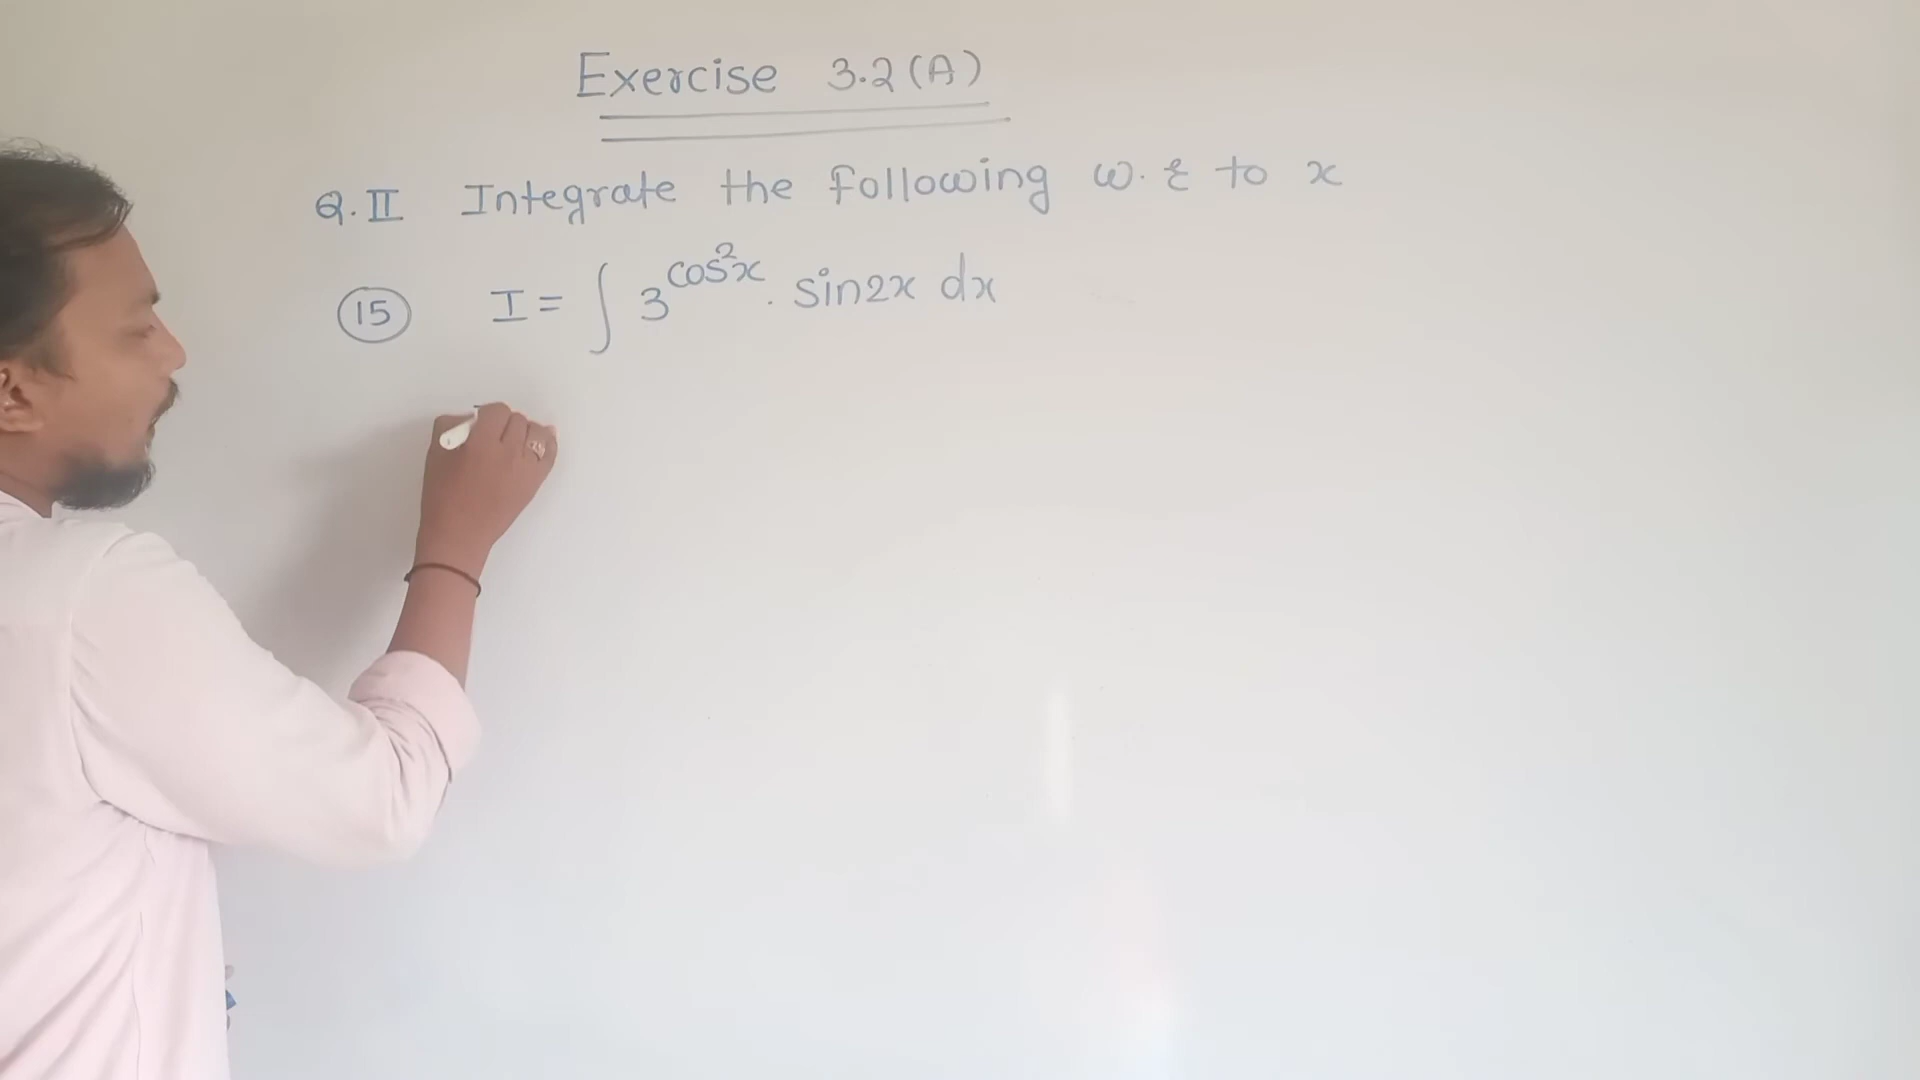 Exercise 3.2(A)
Q.II Integrate the following w.r to x
15 I = ∫ 3^cos²x . sin2x dx